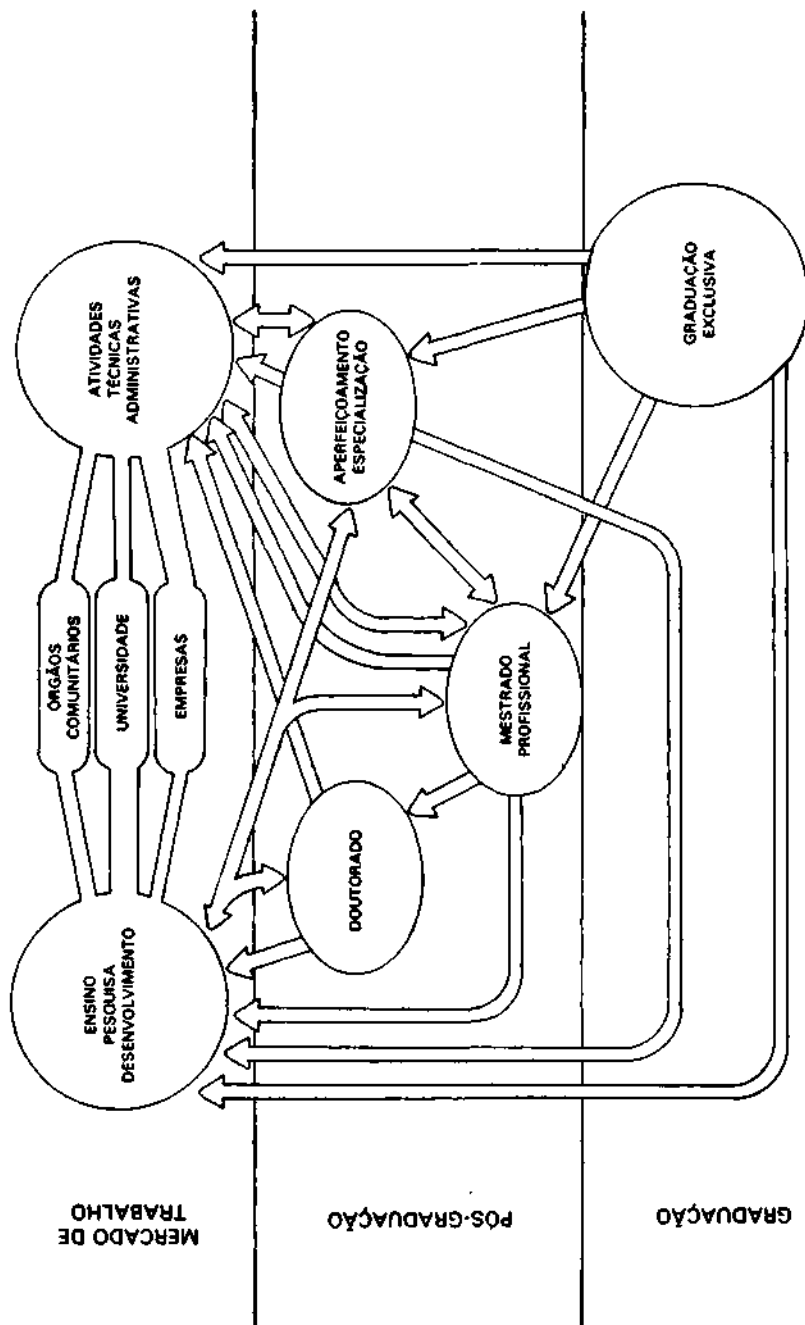 MERCADO DE
TRABALHO
PÓS-GRADUAÇÃO
GRADUAÇÃO
ENSINO
PESQUISA
DESENVOLVIMENTO
ÓRGÃOS
COMUNITÁRIOS
UNIVERSIDADE
EMPRESAS
ATIVIDADES
TÉCNICAS
ADMINISTRATIVAS
DOUTORADO
MESTRADO
PROFISSIONAL
APERFEIÇOAMENTO
ESPECIALIZAÇÃO
GRADUAÇÃO
EXCLUSIVA